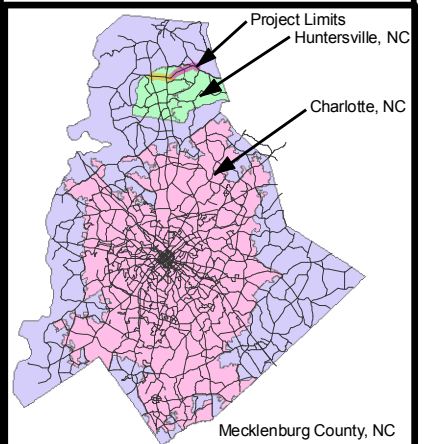 Project Limits
Huntersville, NC
Charlotte, NC
Mecklenburg County, NC